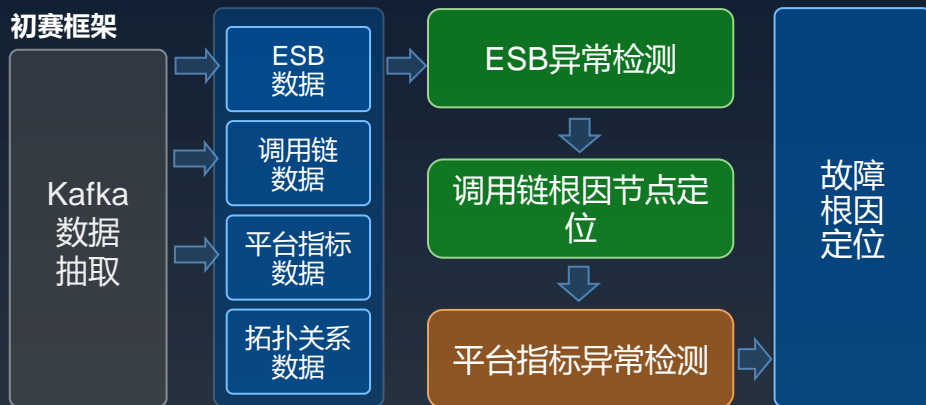 初赛框架
Kafka
数据
抽取
ESB
数据
调用链
数据
平台指标
数据
拓扑关系
数据
ESB异常检测
调用链根因节点定
位
平台指标异常检测
故障
根因
定位